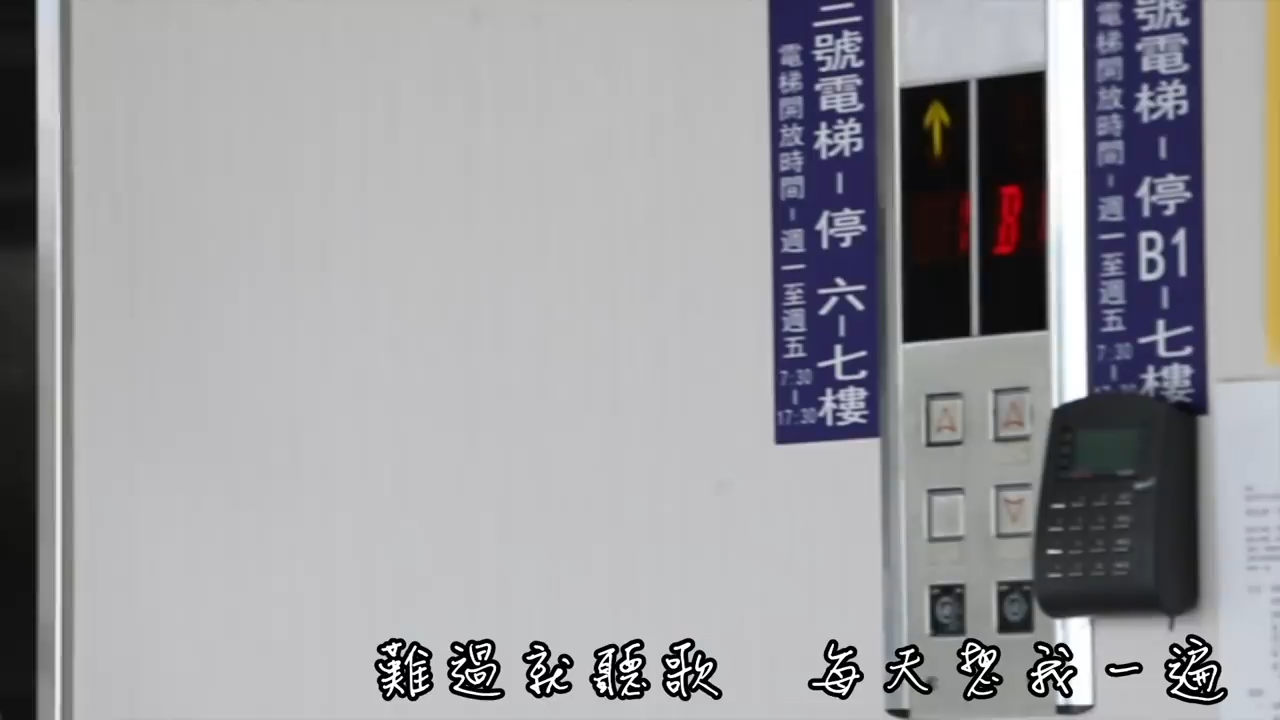 二號電梯-停 六-七樓
電梯開放時間-週一至週五 7:30-17:30
號電梯-停B1-七樓
電梯開放時間-週一至週五 7:30-
B
難過就聽歌 每天想我一遍